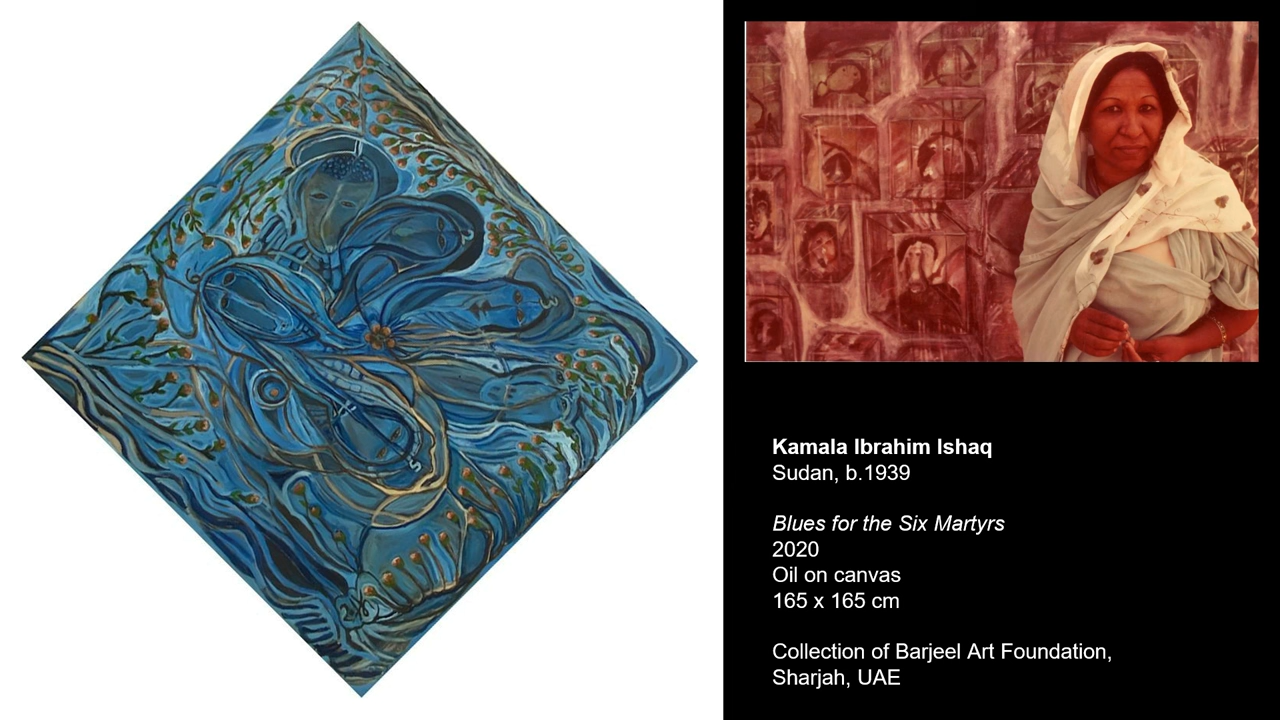 Kamala Ibrahim Ishaq
Sudan, b.1939
Blues for the Six Martyrs
2020
Oil on canvas
165 x 165 cm
Collection of Barjeel Art Foundation,
Sharjah, UAE